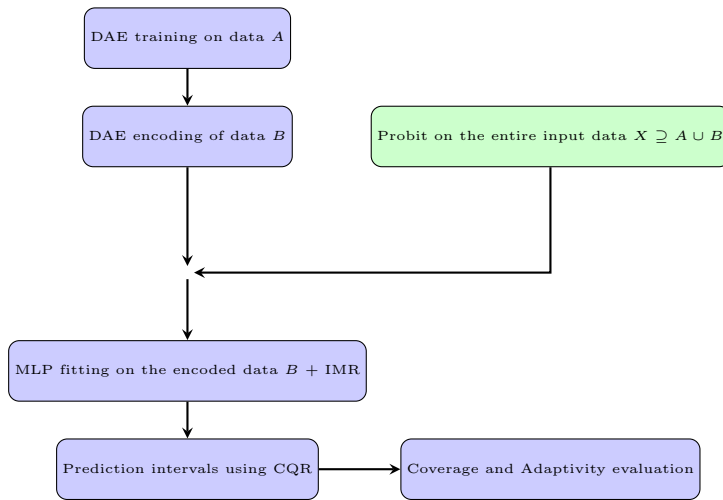 DAE training on data A
DAE encoding of data B
Probit on the entire input data X ⊇ A ∪ B
MLP fitting on the encoded data B + IMR
Prediction intervals using CQR
Coverage and Adaptivity evaluation